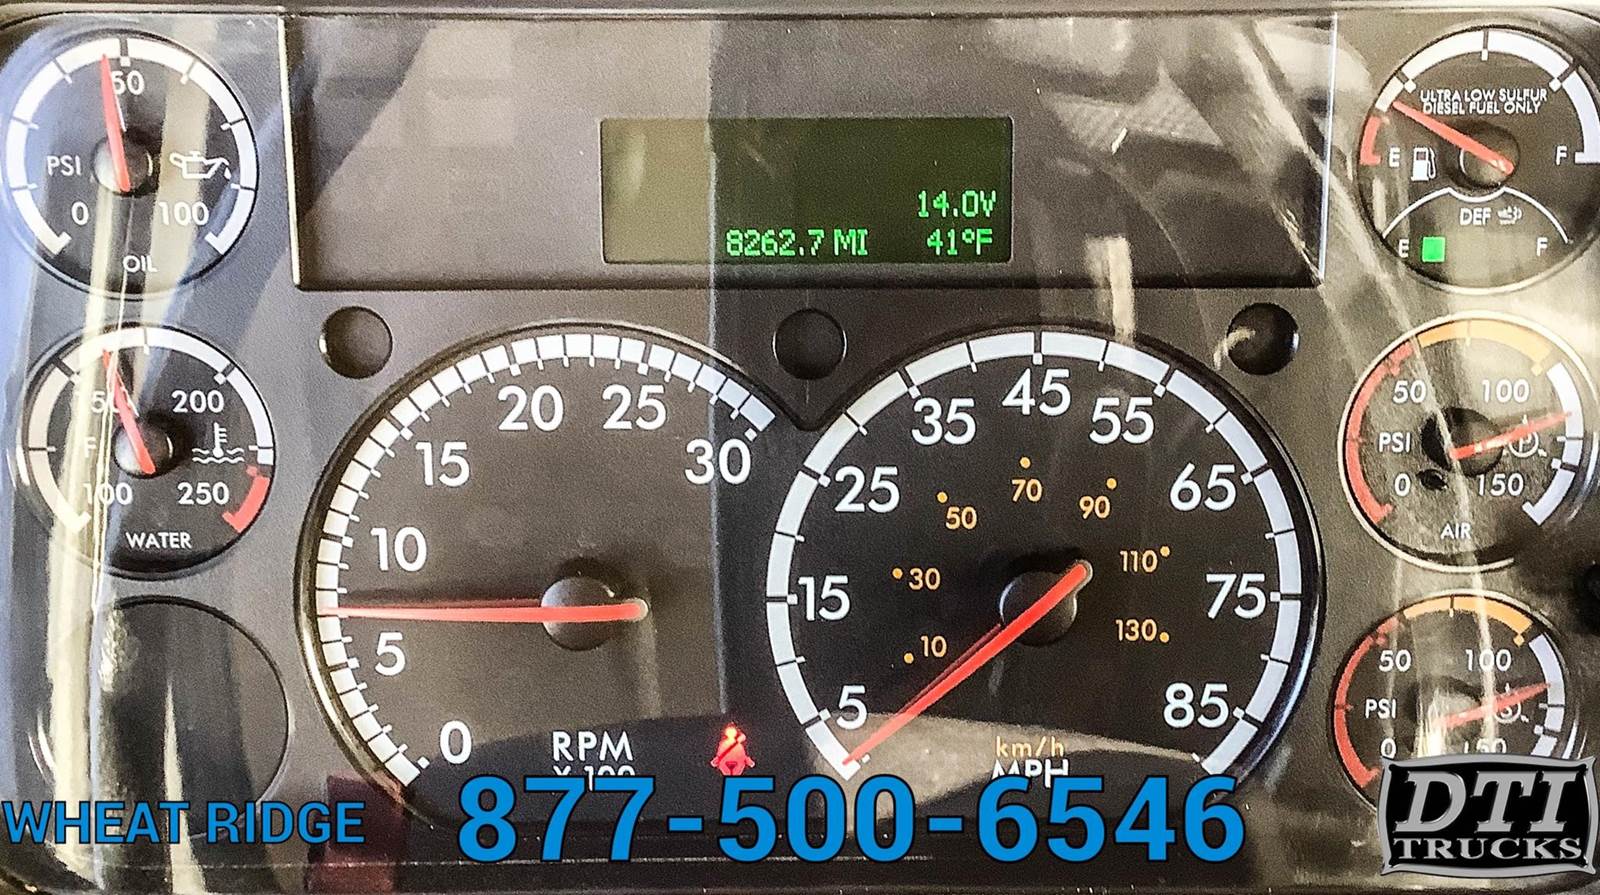 50
PSI
0 100
OIL
14.0V
8262.7 MI 41°F
ULTRA LOW SULFUR
DIESEL FUEL ONLY
E F
DEF
E F
150 200
F
100 250
WATER
0 5 10 15 20 25 30
RPM
X 100
5 15 25 35 45 55 65 75 85
10 30 50 70 90 110 130
km/h
MPH
50 100
PSI
0 150
AIR
50 100
PSI
0 150
WHEAT RIDGE
877-500-6546
DTI
TRUCKS